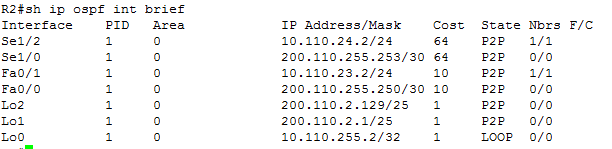 R2#sh ip ospf int brief
Interface    PID   Area            IP Address/Mask    Cost  State Nbrs F/C
Se1/2        1     0               10.110.24.2/24     64    P2P   1/1
Se1/0        1     0               200.110.255.253/30 64    P2P   0/0
Fa0/1        1     0               10.110.23.2/24     10    P2P   1/1
Fa0/0        1     0               200.110.255.250/30 10    P2P   0/0
Lo2          1     0               200.110.2.129/25   1     P2P   0/0
Lo1          1     0               200.110.2.1/25     1     P2P   0/0
Lo0          1     0               10.110.255.2/32    1     LOOP  0/0